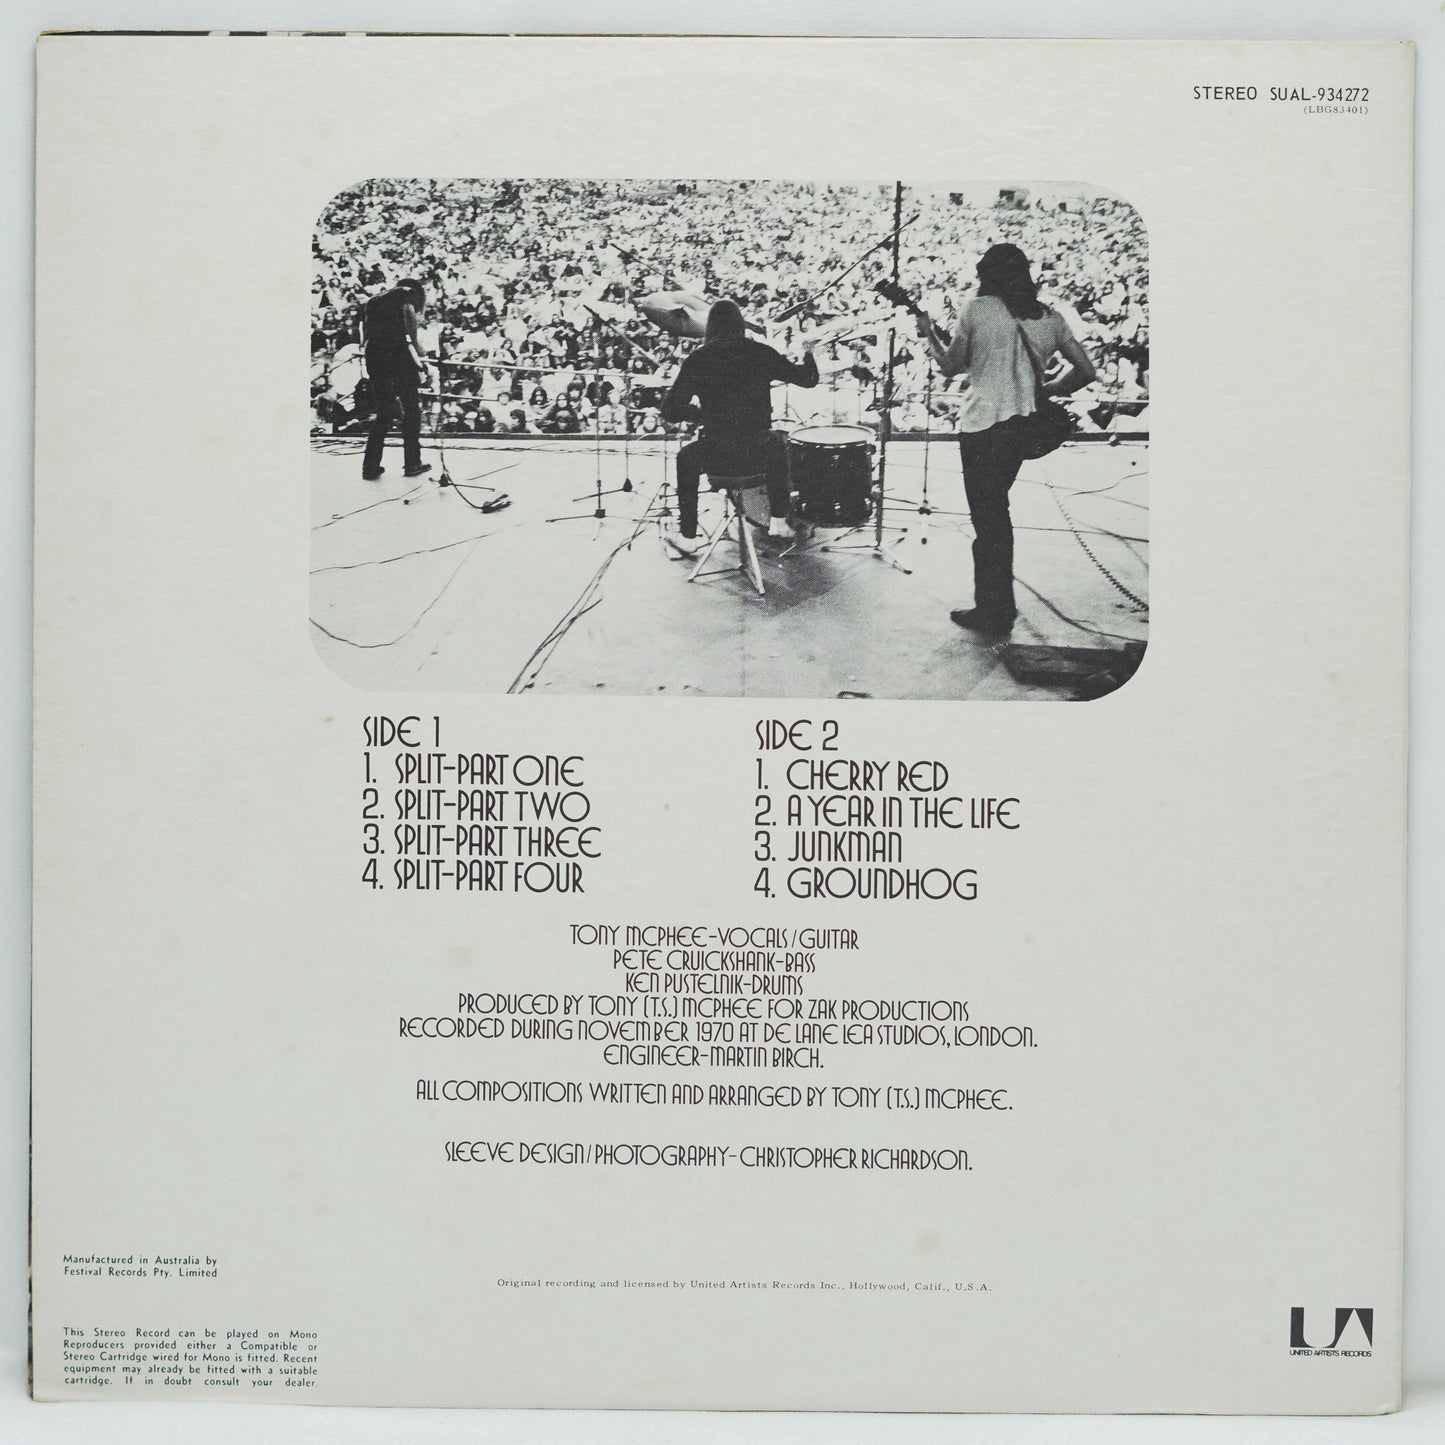 STEREO SUAL-934272
(LBG83401)
SIDE 1
1. SPLIT-PART ONE
2. SPLIT-PART TWO
3. SPLIT-PART THREE
4. SPLIT-PART FOUR
SIDE 2
1. CHERRY RED
2. A YEAR IN THE LIFE
3. JUNKMAN
4. GROUNDHOG
TONY MCPHEE-VOCALS/GUITAR
PETE CRUICKSHANK-BASS
KEN PUSTELNIK-DRUMS
PRODUCED BY TONY (T.S.) MCPHEE FOR ZAK PRODUCTIONS
RECORDED DURING NOVEMBER 1970 AT DE LANE LEA STUDIOS, LONDON.
ENGINEER-MARTIN BIRCH.
ALL COMPOSITIONS WRITTEN AND ARRANGED BY TONY (T.S.) MCPHEE.
SLEEVE DESIGN/PHOTOGRAPHY-CHRISTOPHER RICHARDSON.
Manufactured in Australia by
Festival Records Pty. Limited
Original recording and licensed by United Artists Records Inc., Hollywood, Calif., U.S.A.
This Stereo Record can be played on Mono
Reproducers provided either a Compatible or
Stereo Cartridge wired for Mono is fitted. Recent
equipment may already be fitted with a suitable
cartridge. If in doubt consult your dealer.
UA
UNITED ARTISTS RECORDS